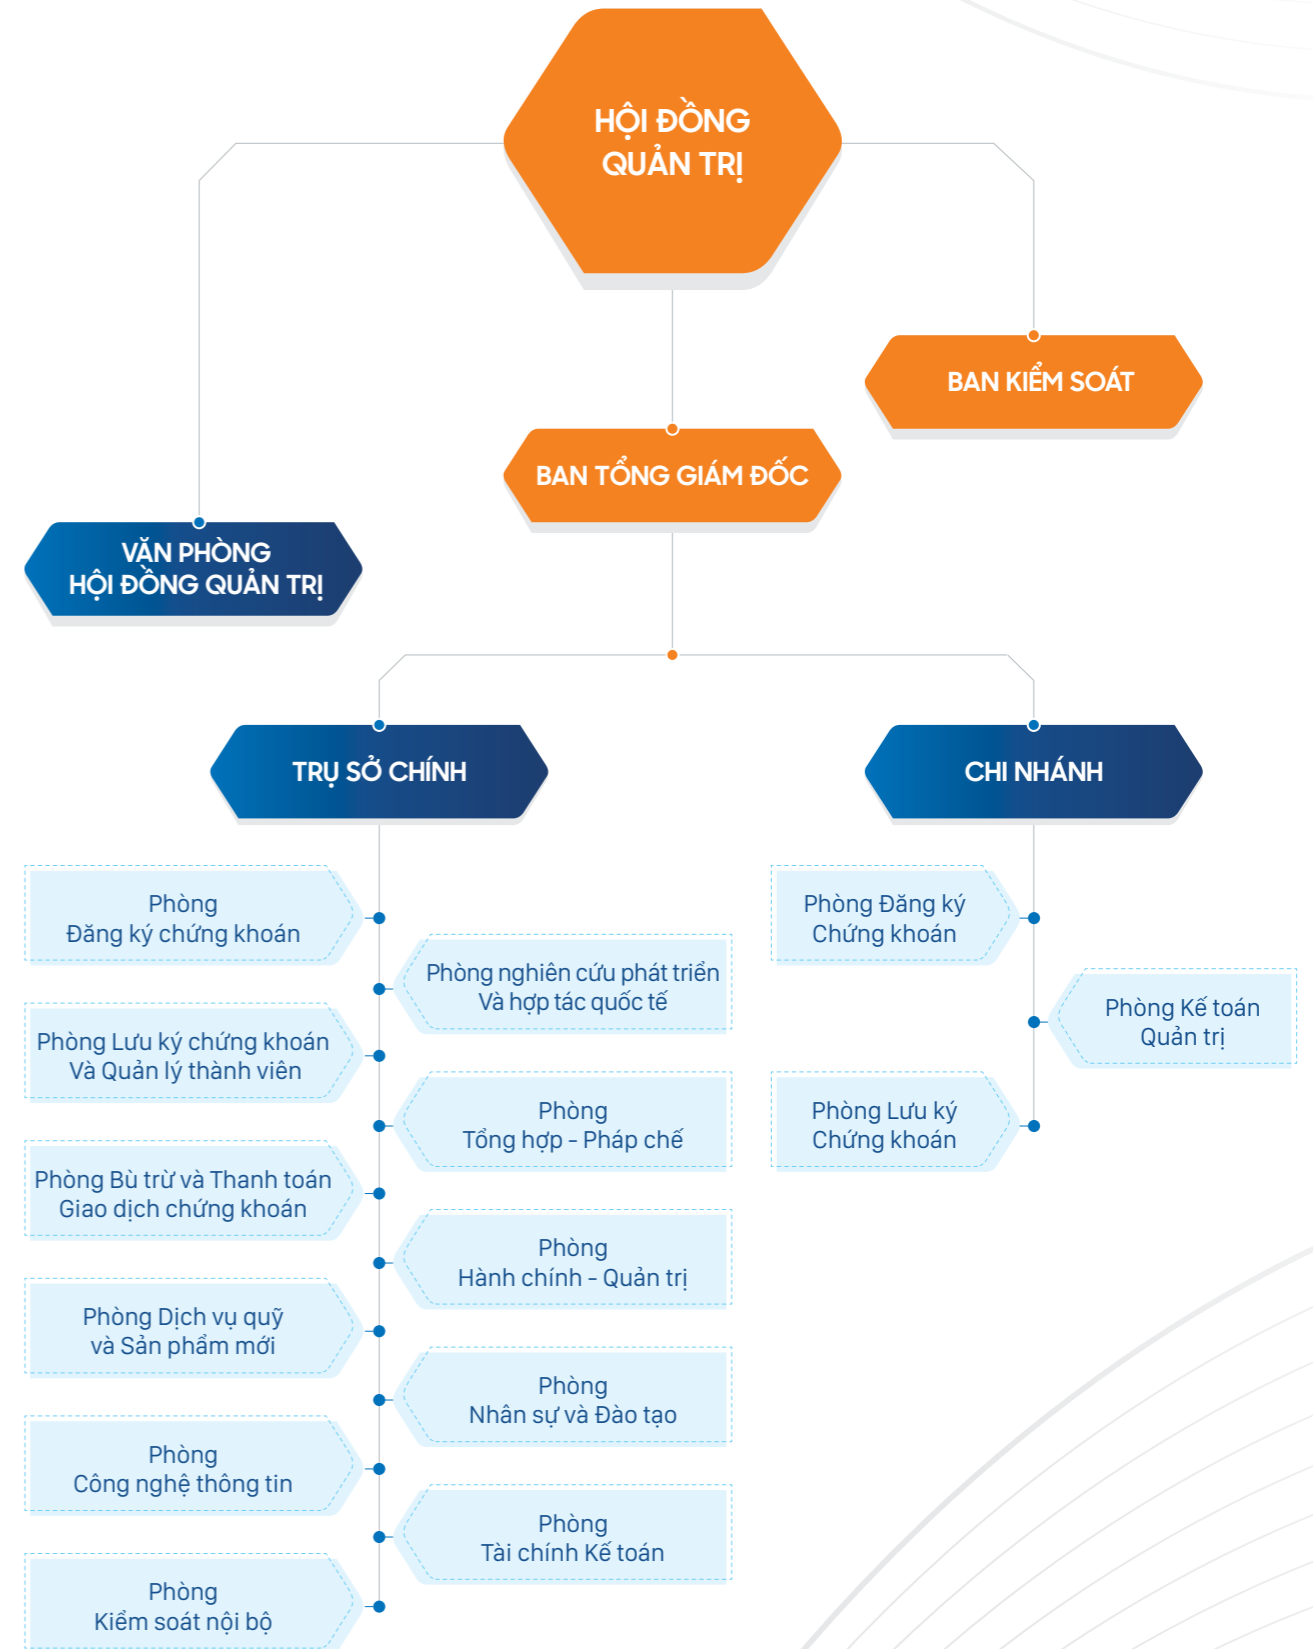 HỘI ĐỒNG
QUẢN TRỊ
BAN KIỂM SOÁT
BAN TỔNG GIÁM ĐỐC
VĂN PHÒNG
HỘI ĐỒNG QUẢN TRỊ
TRỤ SỞ CHÍNH
CHI NHÁNH
Phòng
Đăng ký chứng khoán
Phòng nghiên cứu phát triển
Và hợp tác quốc tế
Phòng Lưu ký chứng khoán
Và Quản lý thành viên
Phòng
Tổng hợp - Pháp chế
Phòng Bù trừ và Thanh toán
Giao dịch chứng khoán
Phòng
Hành chính - Quản trị
Phòng Dịch vụ quỹ
và Sản phẩm mới
Phòng
Nhân sự và Đào tạo
Phòng
Công nghệ thông tin
Phòng
Tài chính Kế toán
Phòng
Kiểm soát nội bộ
Phòng Đăng ký
Chứng khoán
Phòng Kế toán
Quản trị
Phòng Lưu ký
Chứng khoán